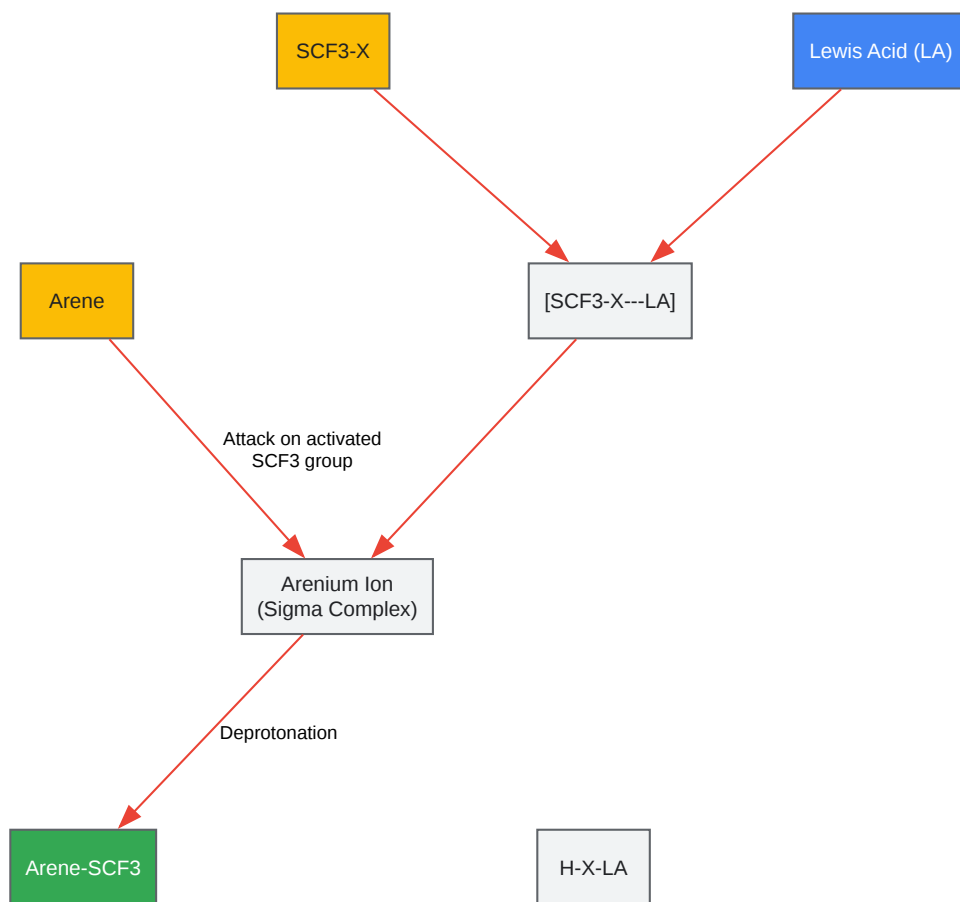 SCF3-X
Lewis Acid (LA)
Arene
[SCF3-X---LA]
Attack on activated
SCF3 group
Arenium Ion
(Sigma Complex)
Deprotonation
Arene-SCF3
H-X-LA